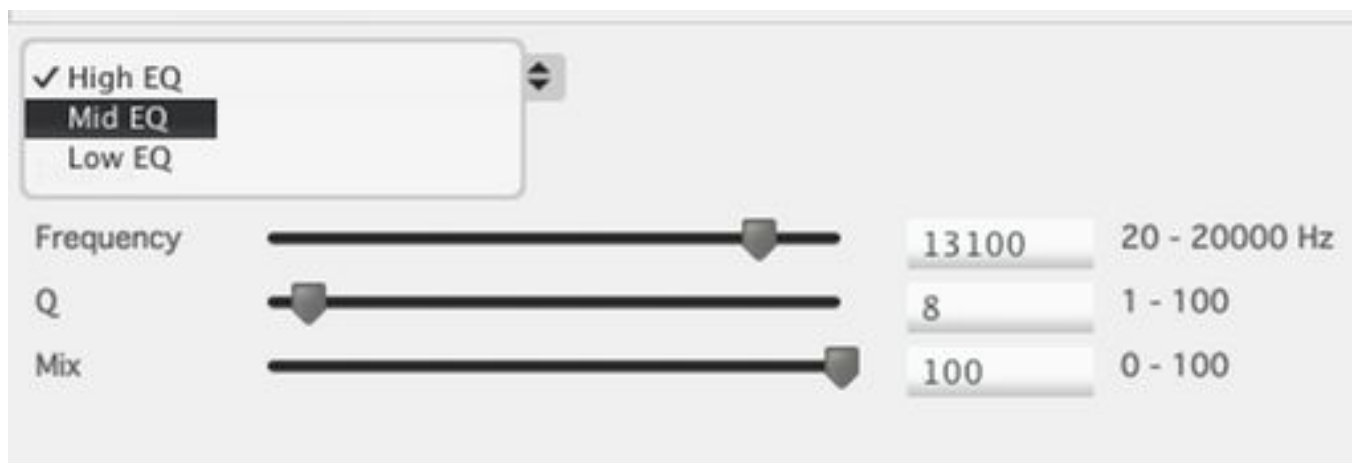 ✓ High EQ
Mid EQ
Low EQ
Frequency 13100 20 - 20000 Hz
Q 8 1 - 100
Mix 100 0 - 100